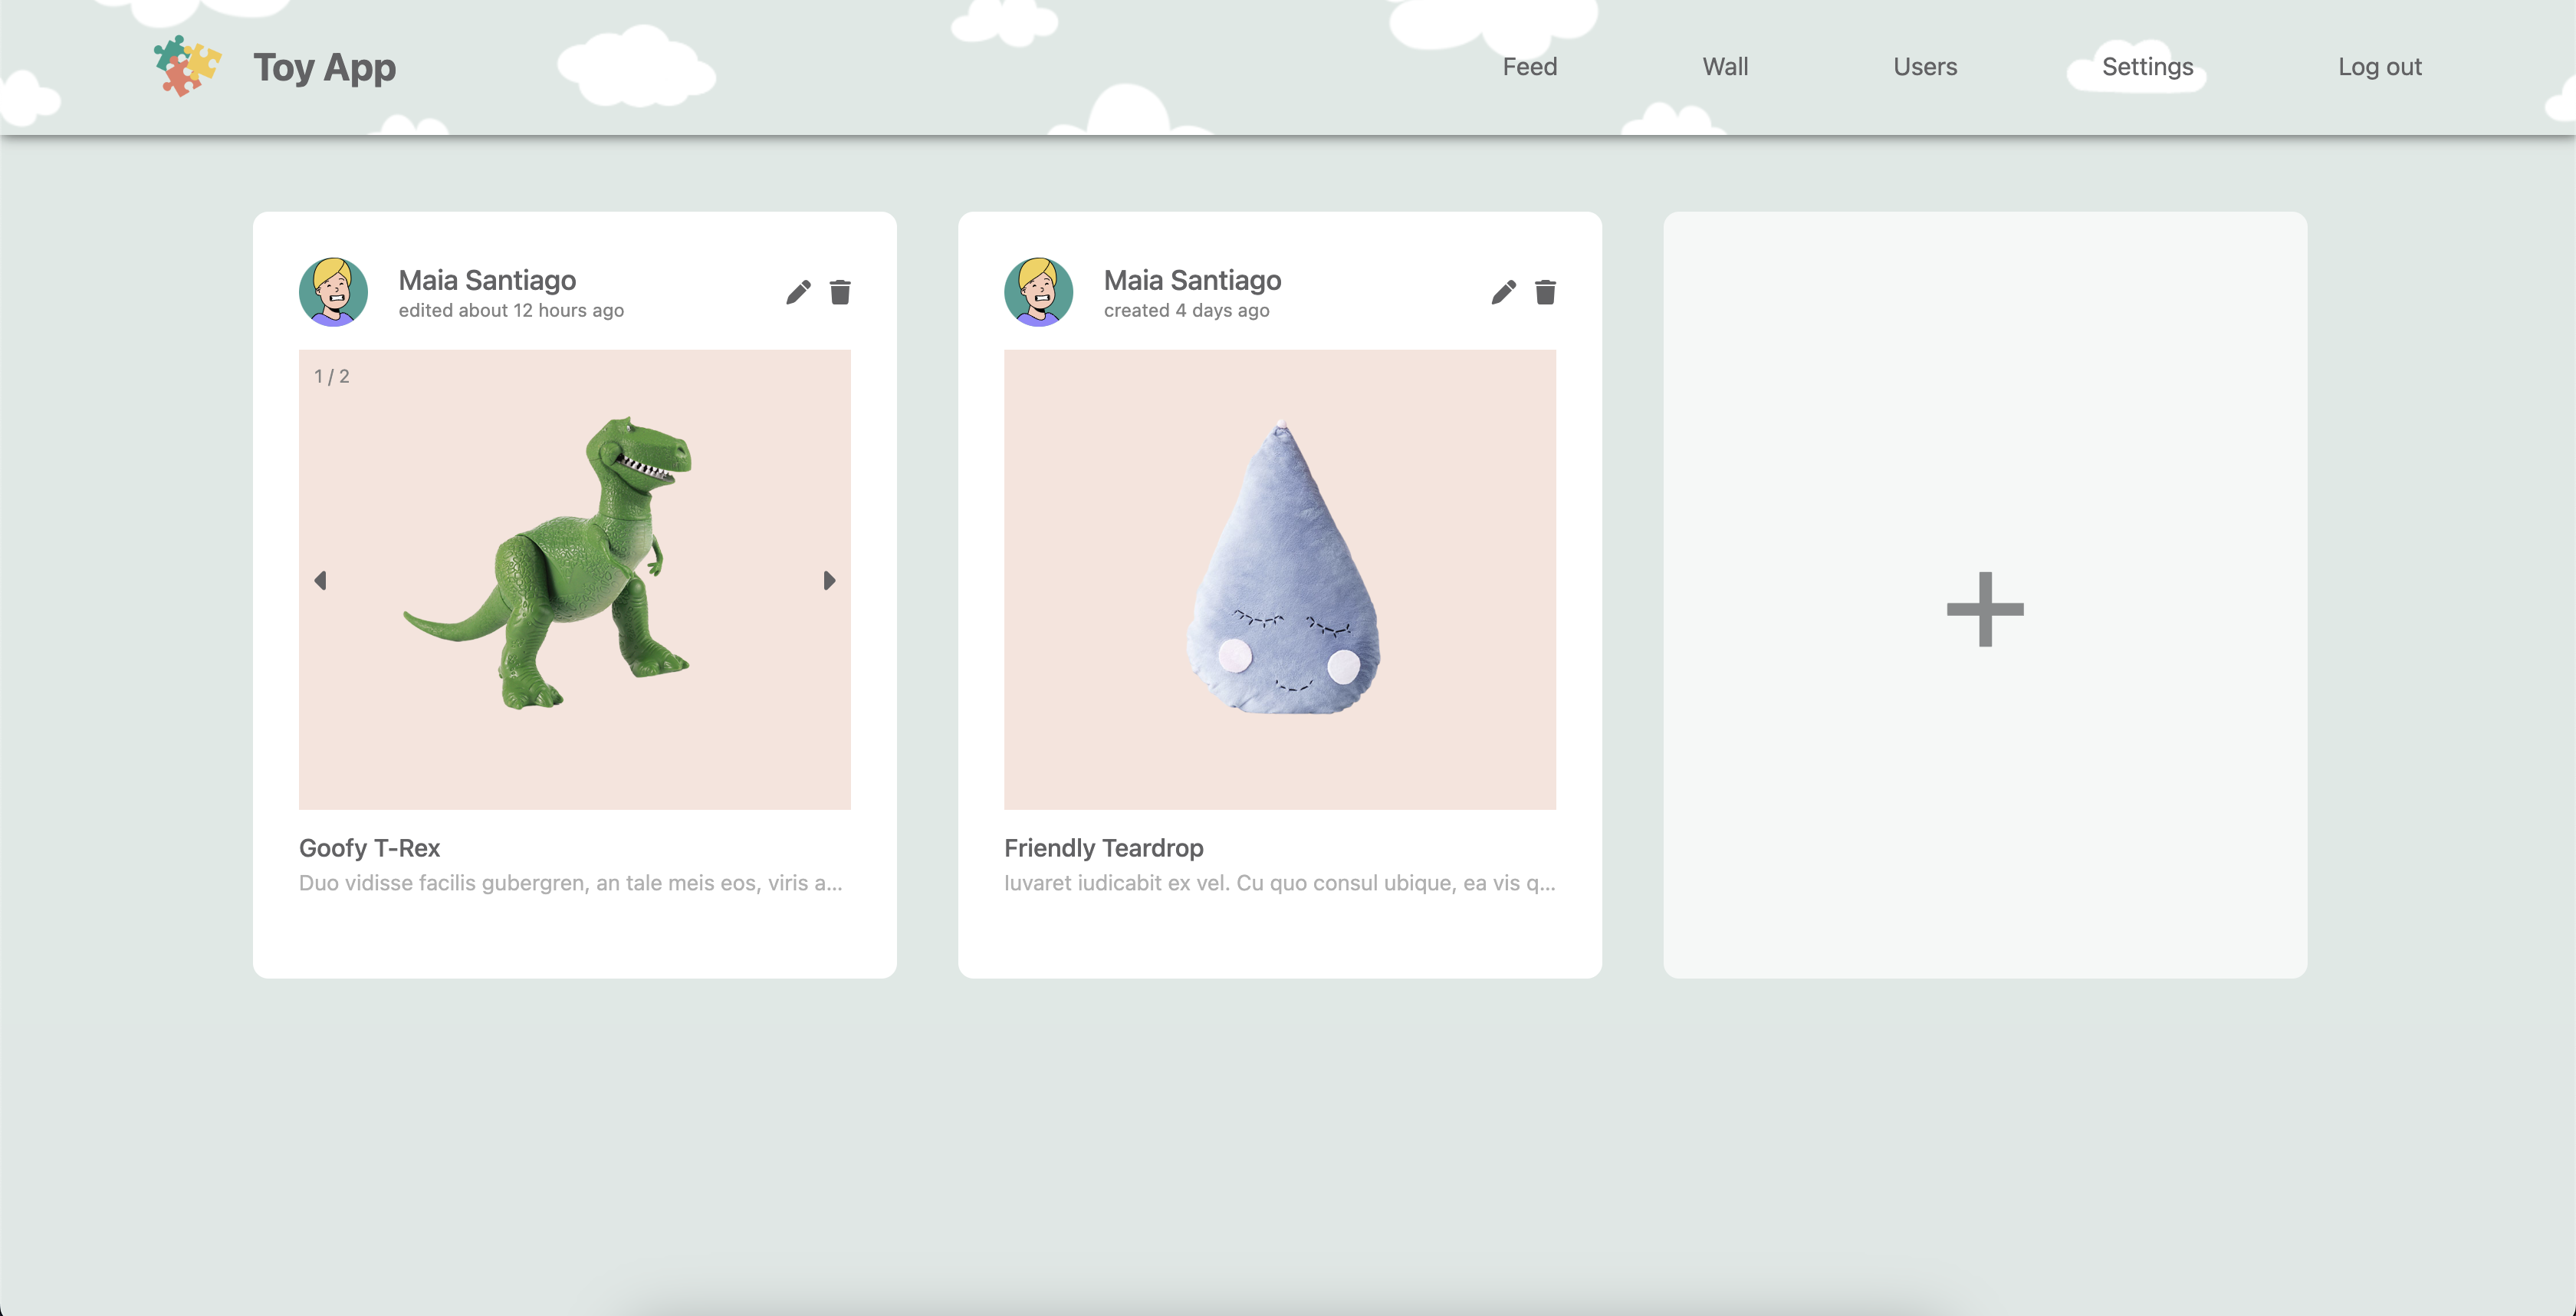 Toy App
Feed
Wall
Users
Settings
Log out
Maia Santiago
edited about 12 hours ago
1 / 2
Goofy T-Rex
Duo vidisse facilis gubergren, an tale meis eos, viris a...
Maia Santiago
created 4 days ago
Friendly Teardrop
Iuvaret iudicabit ex vel. Cu quo consul ubique, ea vis q...